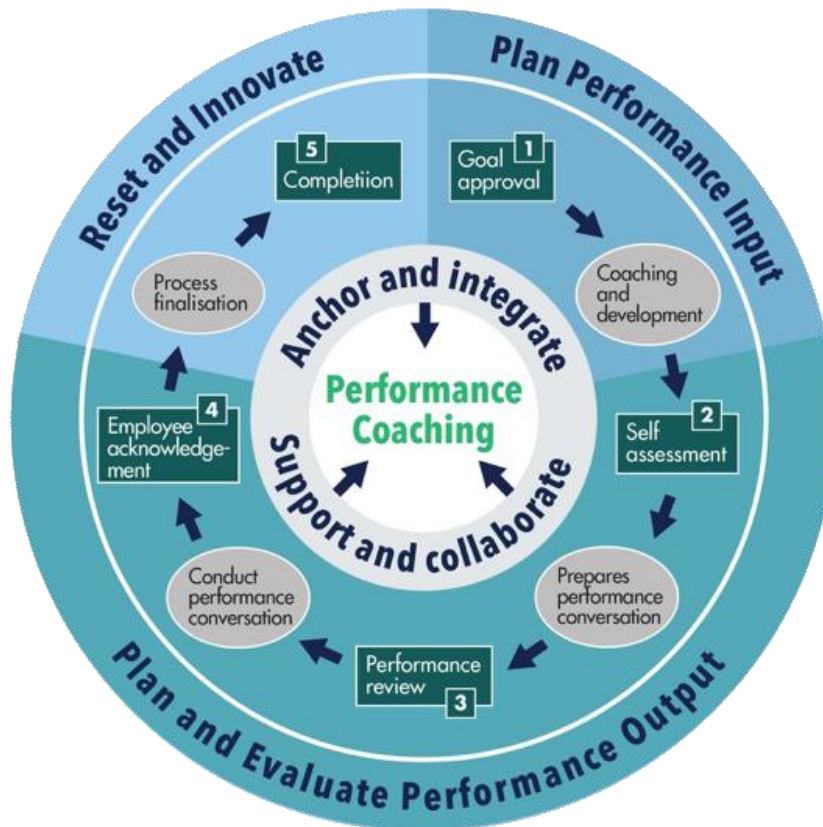 Reset and Innovate
Plan Performance Input
Plan and Evaluate Performance Output
1
Goal
approval
Coaching
and
development
2
Self
assessment
Prepares
performance
conversation
Performance
review
3
Conduct
performance
conversation
4
Employee
acknowledge-
ment
Process
finalisation
5
Completiion
Anchor and integrate
Performance
Coaching
Support and collaborate